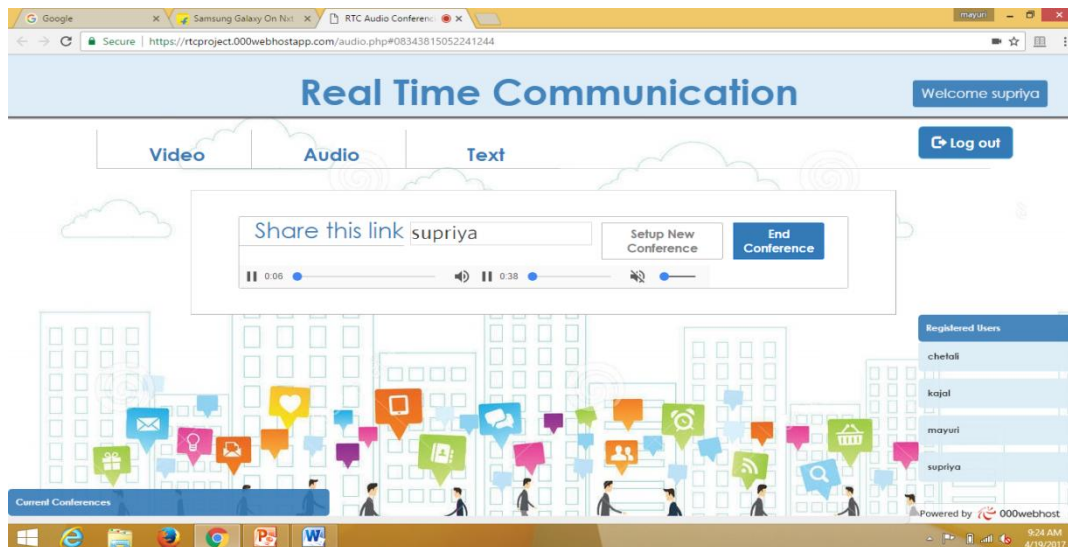 Google
Samsung Galaxy On Nxt
RTC Audio Conferenc
mayuri
Secure | https://rtcproject.000webhostapp.com/audio.php#08343815052241244
Real Time Communication
Welcome supriya
Video Audio Text
Log out
Share this link supriya
Setup New
Conference
End
Conference
0:06 0:38
Registered Users
chetali
kajal
mayuri
supriya
Current Conferences
Powered by 000webhost
9:24 AM
4/19/2017